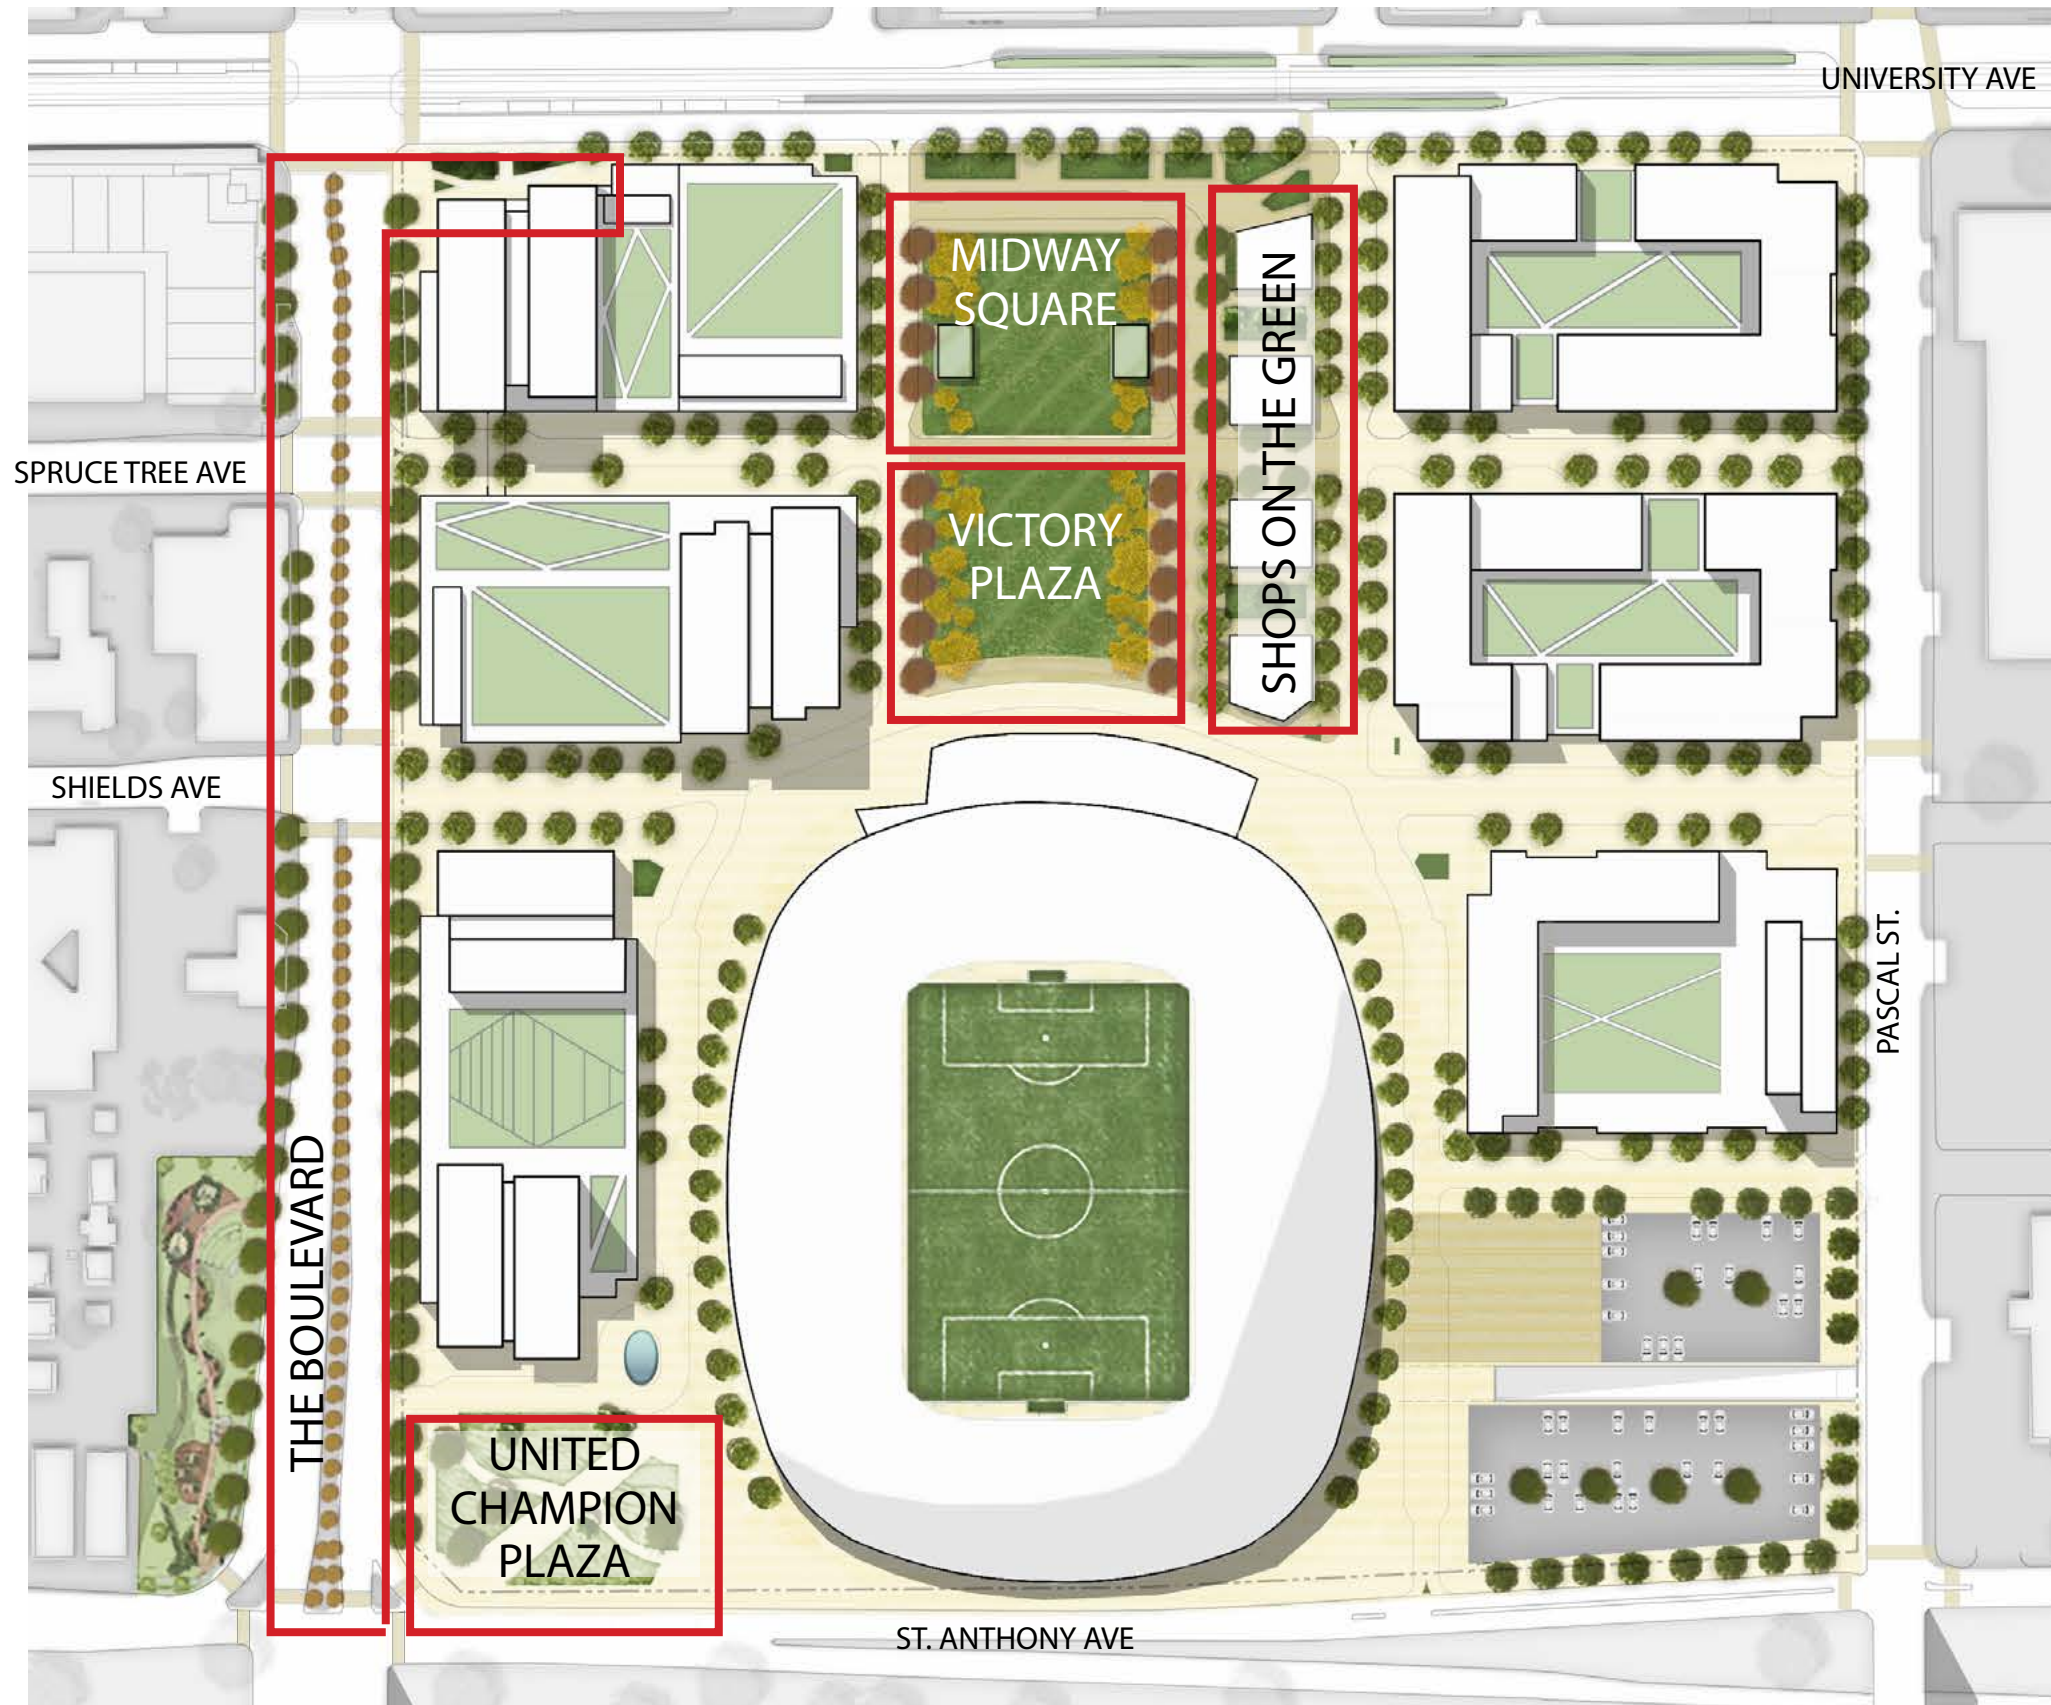 UNIVERSITY AVE
MIDWAY
SQUARE
SHOPS ON THE GREEN
SPRUCE TREE AVE
VICTORY
PLAZA
SHIELDS AVE
PASCAL ST.
THE BOULEVARD
UNITED
CHAMPION
PLAZA
ST. ANTHONY AVE